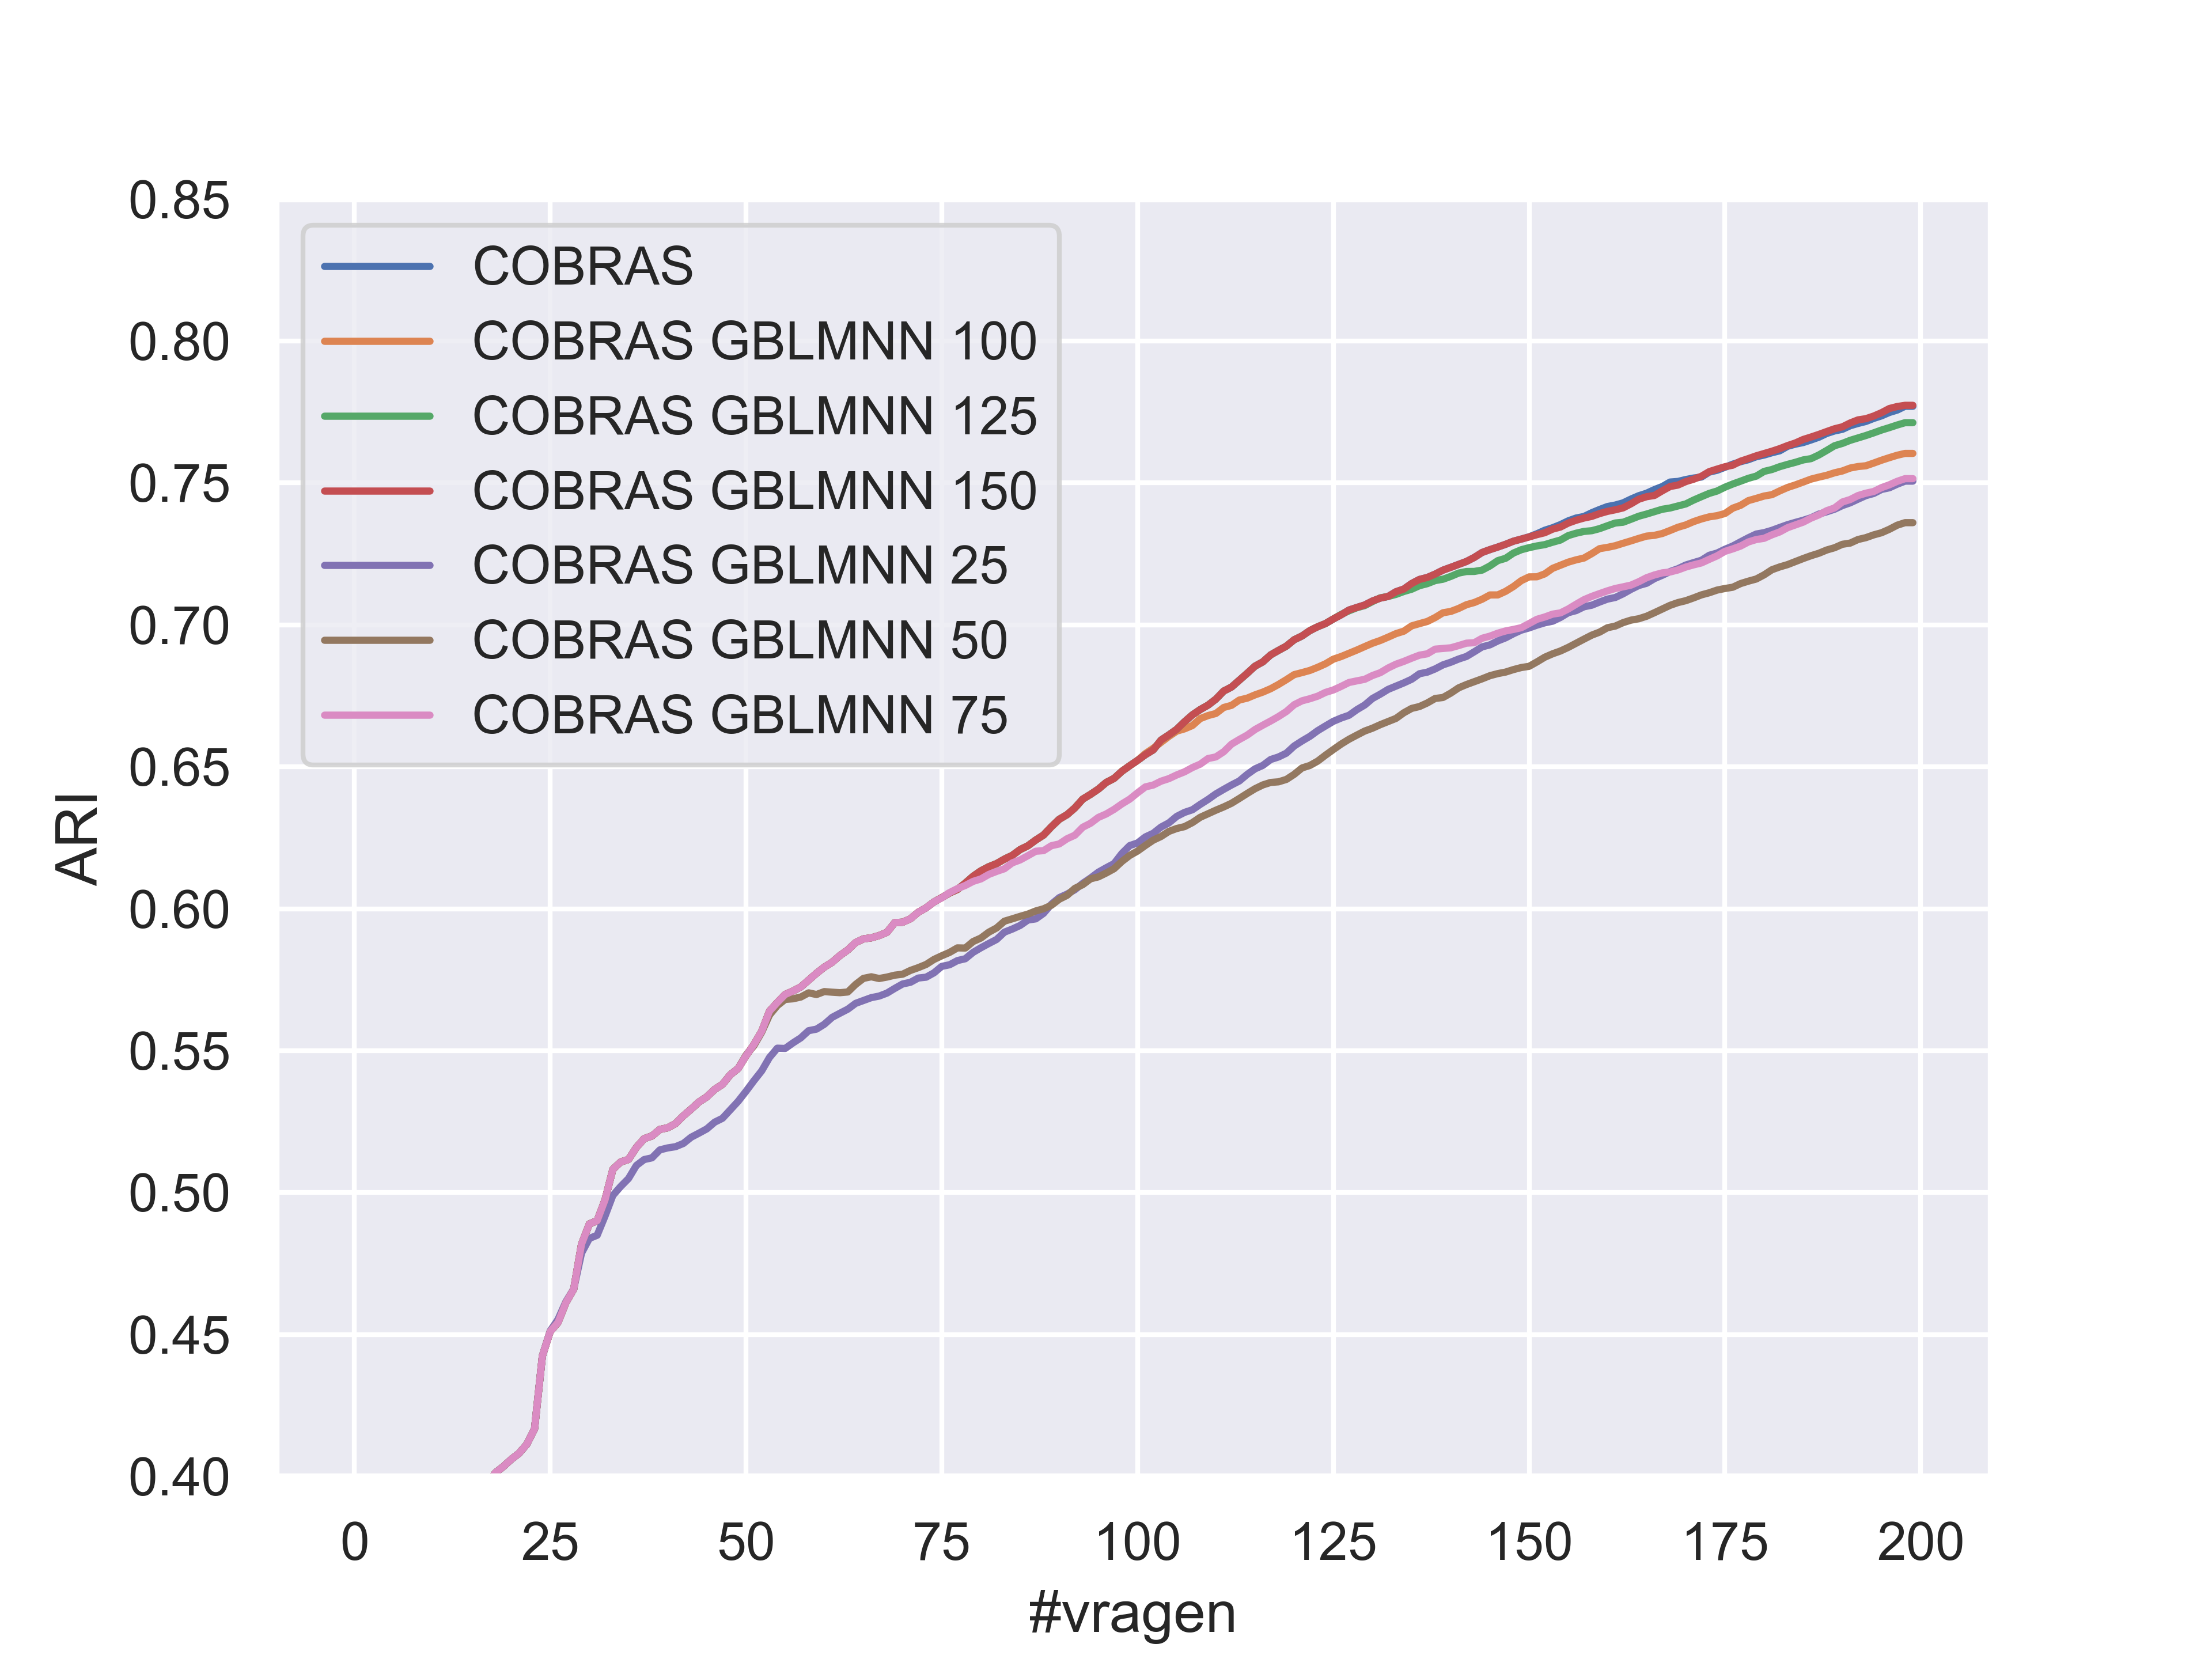 0.85
0.80
0.75
0.70
0.65
0.60
0.55
0.50
0.45
0.40
ARI
COBRAS
COBRAS GBLMNN 100
COBRAS GBLMNN 125
COBRAS GBLMNN 150
COBRAS GBLMNN 25
COBRAS GBLMNN 50
COBRAS GBLMNN 75
0 25 50 75 100 125 150 175 200
#vragen